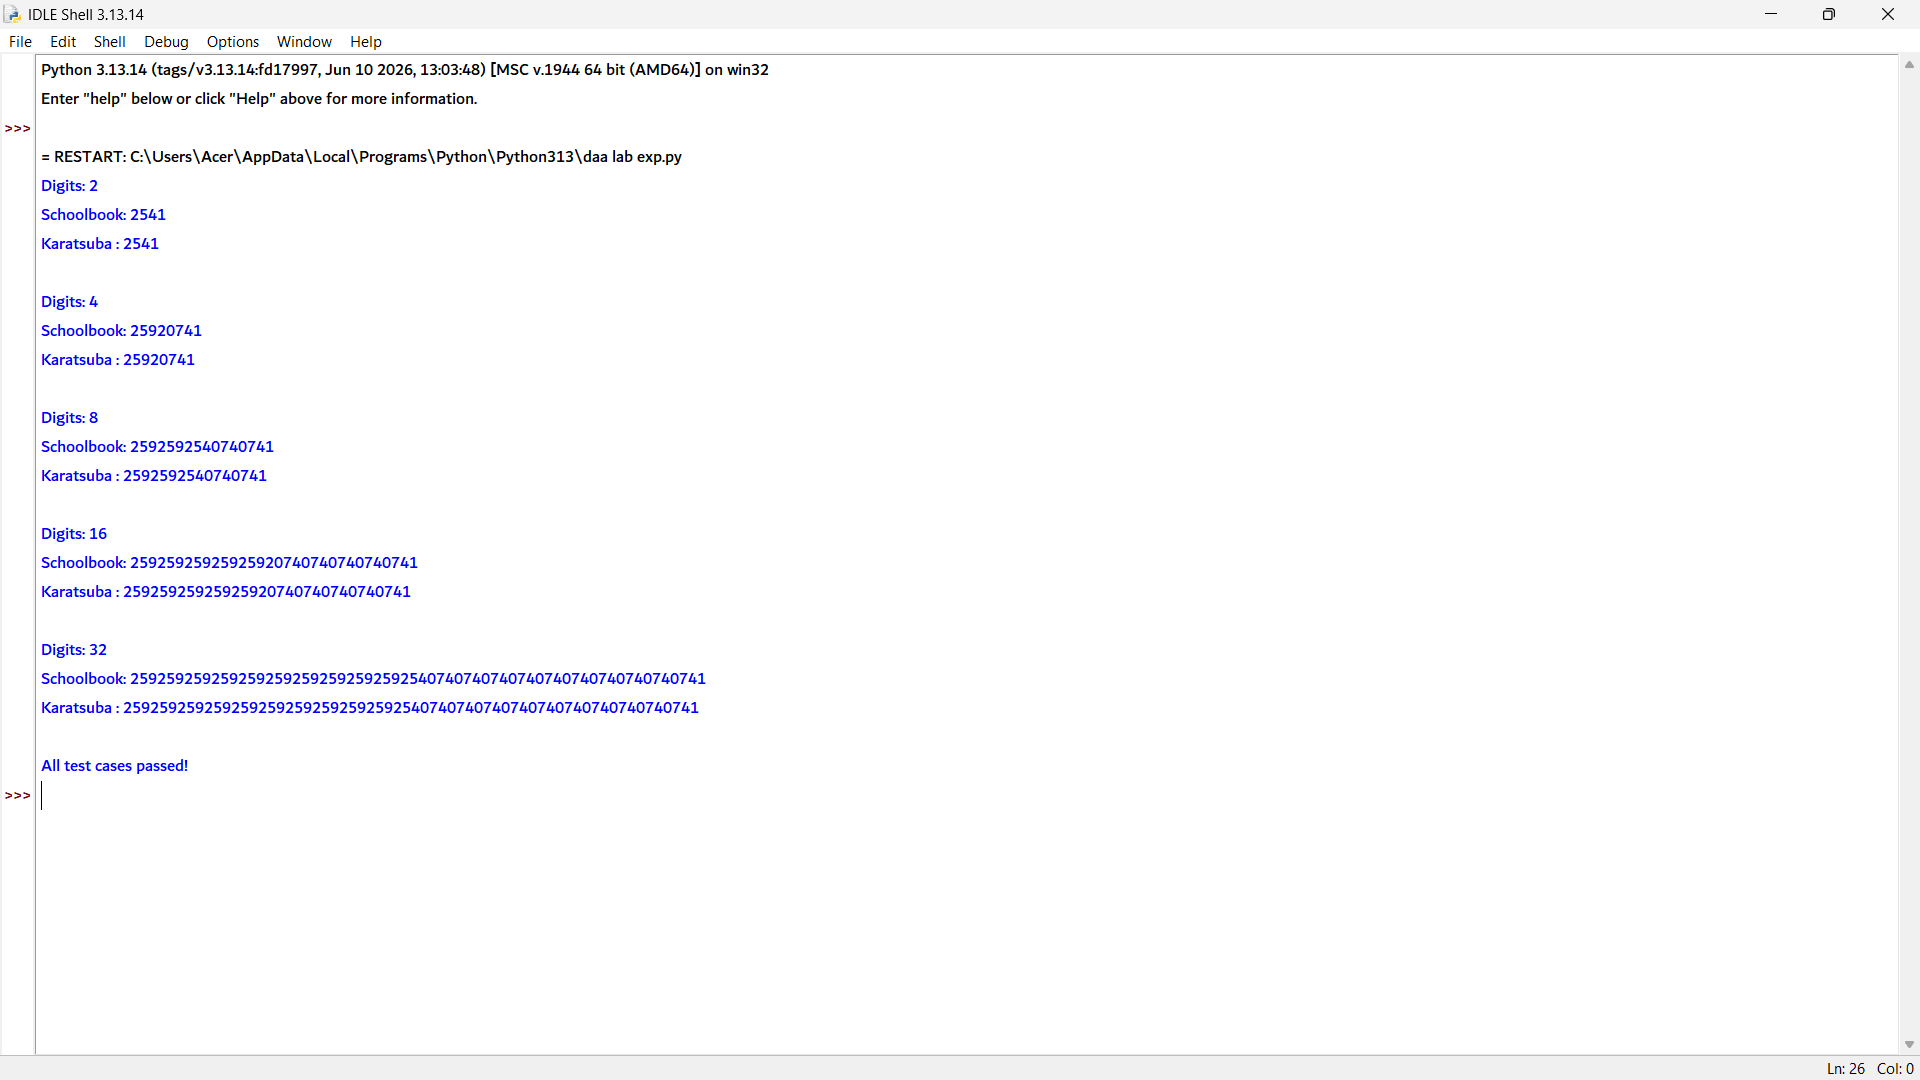 IDLE Shell 3.13.14
File Edit Shell Debug Options Window Help
Python 3.13.14 (tags/v3.13.14:fd17997, Jun 10 2026, 13:03:48) [MSC v.1944 64 bit (AMD64)] on win32
Enter "help" below or click "Help" above for more information.
>>>
= RESTART: C:\Users\Acer\AppData\Local\Programs\Python\Python313\daa lab exp.py
Digits: 2
Schoolbook: 2541
Karatsuba : 2541
Digits: 4
Schoolbook: 25920741
Karatsuba : 25920741
Digits: 8
Schoolbook: 2592592540740741
Karatsuba : 2592592540740741
Digits: 16
Schoolbook: 25925925925925920740740740740741
Karatsuba : 25925925925925920740740740740741
Digits: 32
Schoolbook: 2592592592592592592592592592592540740740740740740740740740740741
Karatsuba : 2592592592592592592592592592592540740740740740740740740740740741
All test cases passed!
>>>
Ln: 26 Col: 0